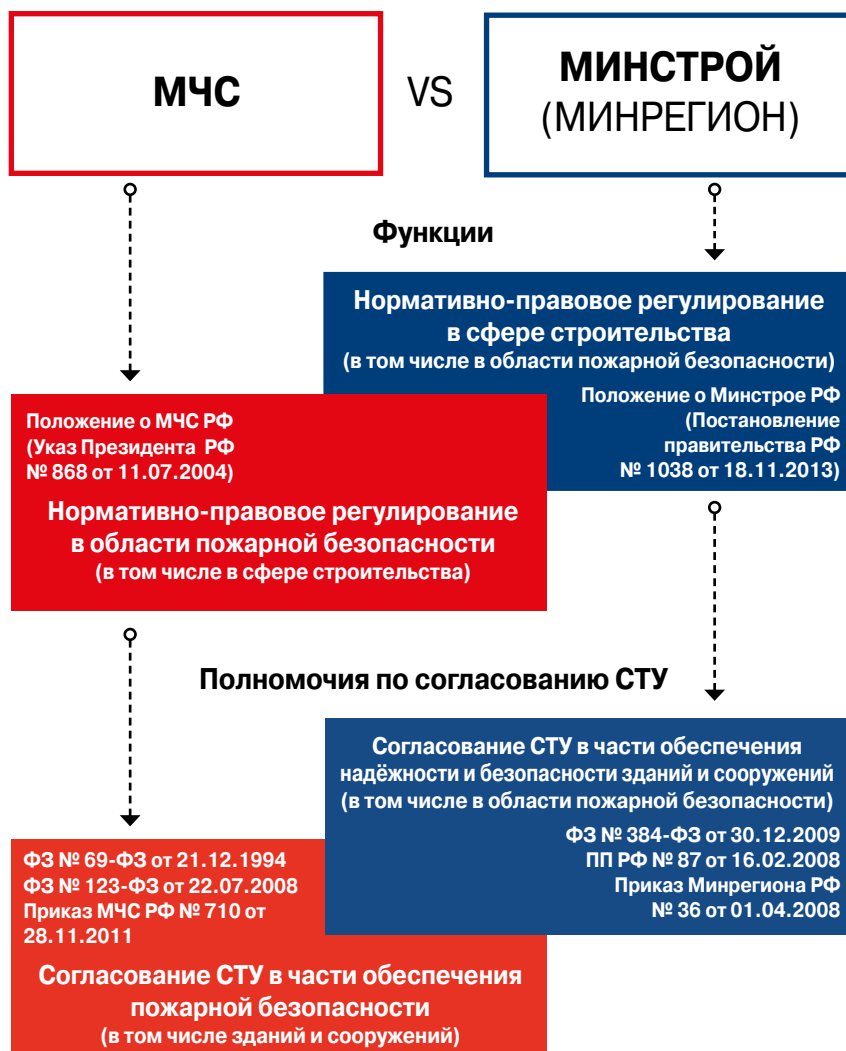 МЧС
VS
МИНСТРОЙ
(МИНРЕГИОН)
Функции
Нормативно-правовое регулирование
в сфере строительства
(в том числе в области пожарной безопасности)
Положение о Минстрое РФ
(Постановление
правительства РФ
№ 1038 от 18.11.2013)
Положение о МЧС РФ
(Указ Президента РФ
№ 868 от 11.07.2004)
Нормативно-правовое регулирование
в области пожарной безопасности
(в том числе в сфере строительства)
Полномочия по согласованию СТУ
Согласование СТУ в части обеспечения
надёжности и безопасности зданий и сооружений
(в том числе в области пожарной безопасности)
ФЗ № 384-ФЗ от 30.12.2009
ПП РФ № 87 от 16.02.2008
Приказ Минрегиона РФ
№ 36 от 01.04.2008
ФЗ № 69-ФЗ от 21.12.1994
ФЗ № 123-ФЗ от 22.07.2008
Приказ МЧС РФ № 710 от
28.11.2011
Согласование СТУ в части обеспечения
пожарной безопасности
(в том числе зданий и сооружений)